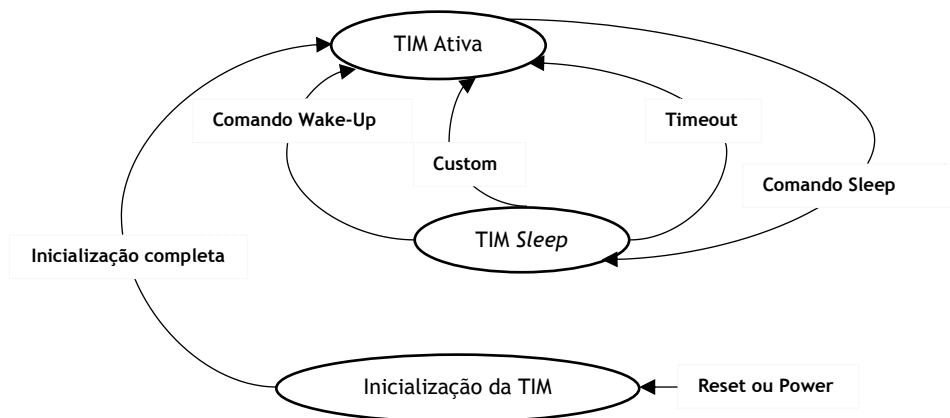 TIM Ativa
Comando Wake-Up
Timeout
Custom
Comando Sleep
TIM Sleep
Inicialização completa
Inicialização da TIM
Reset ou Power